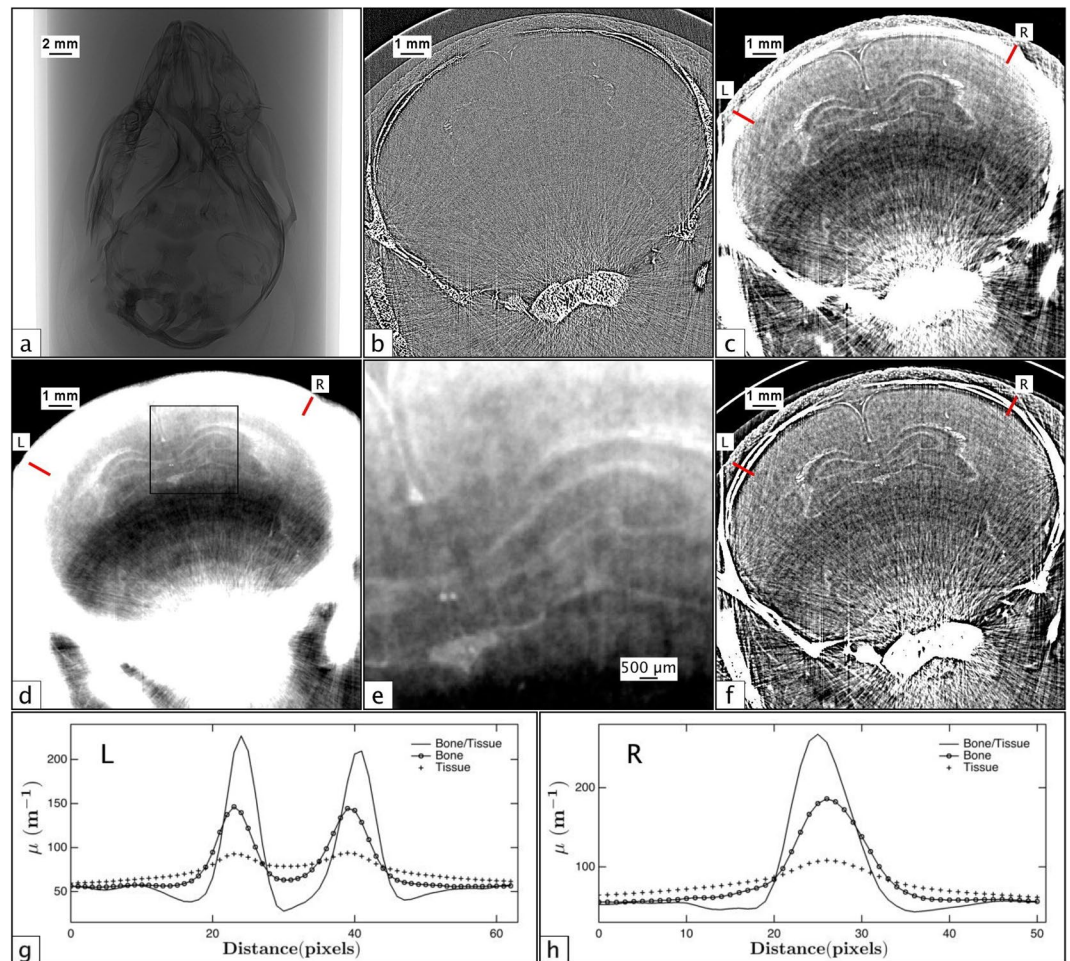 2 mm
a
1 mm
b
1 mm
L
R
c
1 mm
L
R
d
500 µm
e
1 mm
L
R
f
L
Bone/Tissue
Bone
Tissue
μ (m⁻¹)
200
150
100
50
0
20
40
60
Distance(pixels)
g
R
Bone/Tissue
Bone
Tissue
μ (m⁻¹)
200
100
0
10
20
30
40
50
Distance(pixels)
h